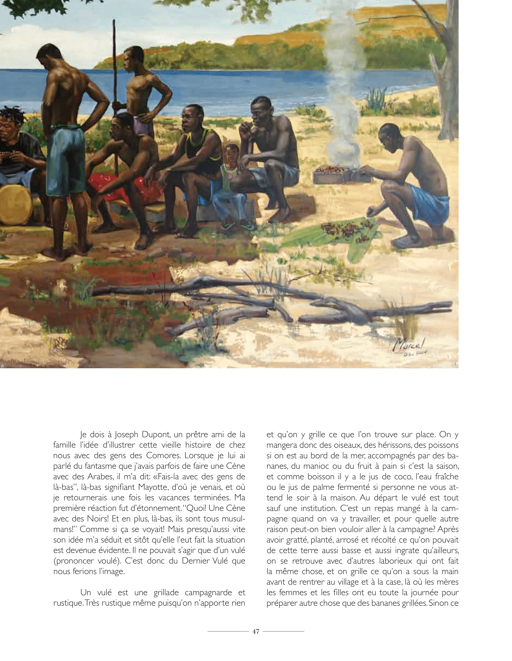 Marcel
Je dois à Joseph Dupont, un prêtre ami de la
famille l'idée d'illustrer cette vieille histoire de chez
nous avec des gens des Comores. Lorsque je lui ai
parlé du fantasme que j'avais parfois de faire une Cène
avec des Arabes, il m'a dit: «Fais-la avec des gens de
là-bas", là-bas signifiant Mayotte, d'où je venais, et où
je retournerais une fois les vacances terminées. Ma
première réaction fut d'étonnement. "Quoi! Une Cène
avec des Noirs! Et en plus, là-bas, ils sont tous musul-
mans!" Comme si ça se voyait! Mais presqu'aussi vite
son idée m'a séduit et sitôt qu'elle l'eut fait la situation
est devenue évidente. Il ne pouvait s'agir que d'un vulé
(prononcer voulé). C'est donc du Dernier Vulé que
nous ferions l'image.
Un vulé est une grillade campagnarde et
rustique. Très rustique même puisqu'on n'apporte rien
et qu'on y grille ce que l'on trouve sur place. On y
mangera donc des oiseaux, des hérissons, des poissons
si on est au bord de la mer, accompagnés par des ba-
nanes, du manioc ou du fruit à pain si c'est la saison,
et comme boisson il y a le jus de coco, l'eau fraîche
ou le jus de palme fermenté si personne ne vous at-
tend le soir à la maison. Au départ le vulé est tout
sauf une institution. C'est un repas mangé à la cam-
pagne quand on va y travailler, et pour quelle autre
raison peut-on bien vouloir aller à la campagne? Après
avoir gratté, planté, arrosé et récolté ce qu'on pouvait
de cette terre aussi basse et aussi ingrate qu'ailleurs,
on se retrouve avec d'autres laborieux qui ont fait
la même chose, et on grille ce qu'on a sous la main
avant de rentrer au village et à la case, là où les mères
les femmes et les filles ont eu toute la journée pour
préparer autre chose que des bananes grillées. Sinon ce
47